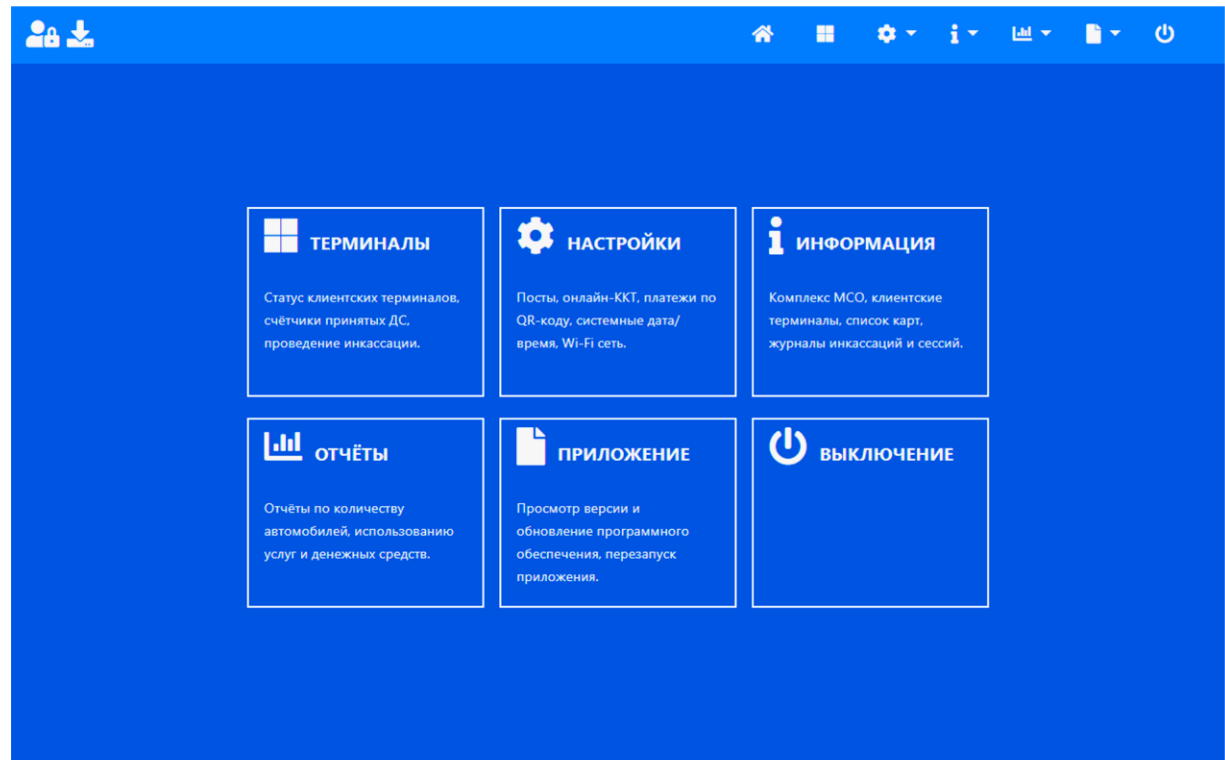 ТЕРМИНАЛЫ
Статус клиентских терминалов,
счётчики принятых ДС,
проведение инкассации.
НАСТРОЙКИ
Посты, онлайн-ККТ, платежи по
QR-коду, системные дата/
время, Wi-Fi сеть.
ИНФОРМАЦИЯ
Комплекс МСО, клиентские
терминалы, список карт,
журналы инкассаций и сессий.
ОТЧЁТЫ
Отчёты по количеству
автомобилей, использованию
услуг и денежных средств.
ПРИЛОЖЕНИЕ
Просмотр версии и
обновление программного
обеспечения, перезапуск
приложения.
ВЫКЛЮЧЕНИЕ